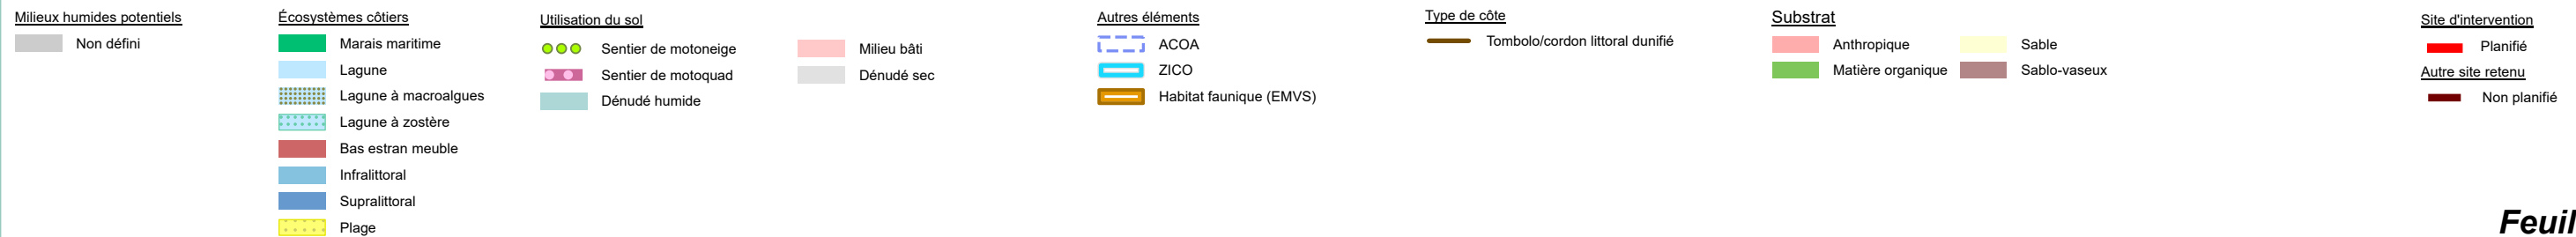 Milieux humides potentiels
Non défini
Écosystèmes côtiers
Marais maritime
Lagune
Lagune à macroalgues
Lagune à zostère
Bas estran meuble
Infralittoral
Supralittoral
Plage
Utilisation du sol
Sentier de motoneige
Sentier de motoquad
Dénudé humide
Milieu bâti
Dénudé sec
Autres éléments
ACOA
ZICO
Habitat faunique (EMVS)
Type de côte
Tombolo/cordon littoral dunifié
Substrat
Anthropique
Matière organique
Sable
Sablo-vaseux
Site d'intervention
Planifié
Autre site retenu
Non planifié
Feuil